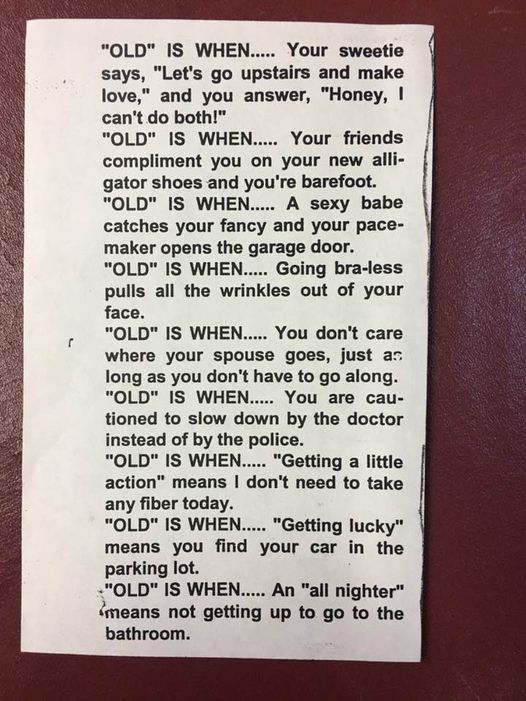 "OLD" IS WHEN..... Your sweetie
says, "Let's go upstairs and make
love," and you answer, "Honey, I
can't do both!"
"OLD" IS WHEN..... Your friends
compliment you on your new alli-
gator shoes and you're barefoot.
"OLD" IS WHEN..... A sexy babe
catches your fancy and your pace-
maker opens the garage door.
"OLD" IS WHEN..... Going bra-less
pulls all the wrinkles out of your
face.
"OLD" IS WHEN..... You don't care
where your spouse goes, just as
long as you don't have to go along.
"OLD" IS WHEN..... You are cau-
tioned to slow down by the doctor
instead of by the police.
"OLD" IS WHEN..... "Getting a little
action" means I don't need to take
any fiber today.
"OLD" IS WHEN..... "Getting lucky"
means you find your car in the
parking lot.
"OLD" IS WHEN..... An "all nighter"
means not getting up to go to the
bathroom.